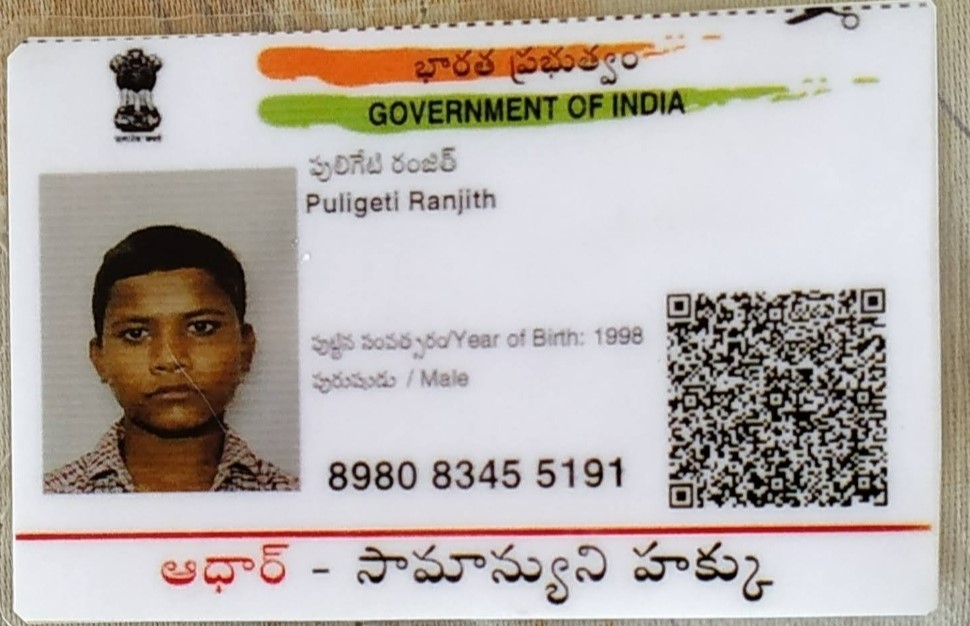 భారత ప్రభుత్వం
GOVERNMENT OF INDIA
పులిగేటి రంజిత్
Puligeti Ranjith
పుట్టిన సంవత్సరం/Year of Birth: 1998
పురుషుడు / Male
8980 8345 5191
ఆధార్ - సామాన్యుని హక్కు